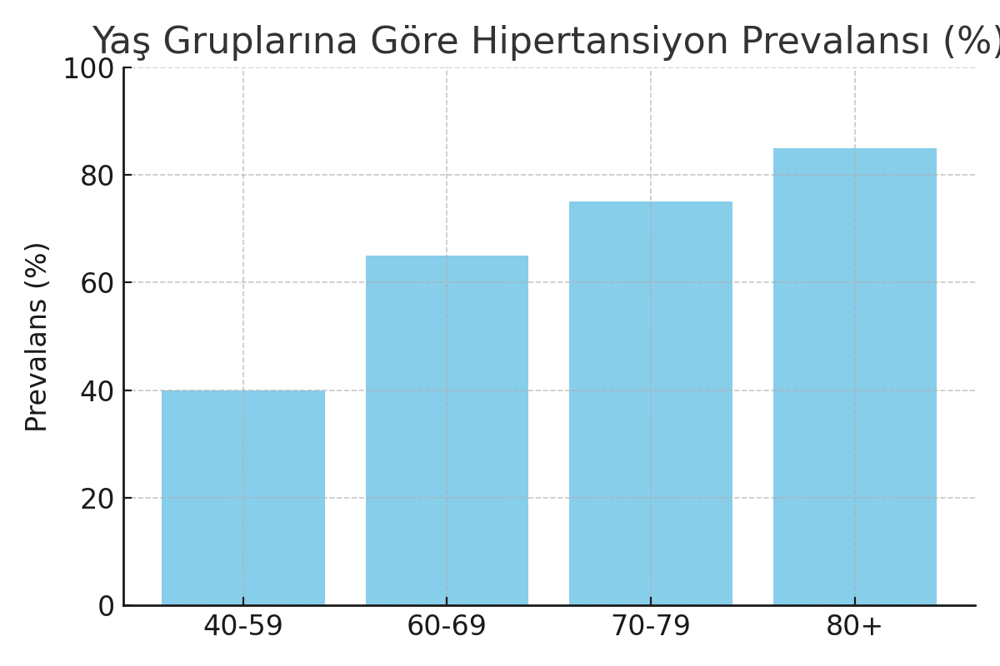 Yaş Gruplarına Göre Hipertansiyon Prevalansı (%)
Prevalans (%)
100
80
60
40
20
0
40-59 60-69 70-79 80+